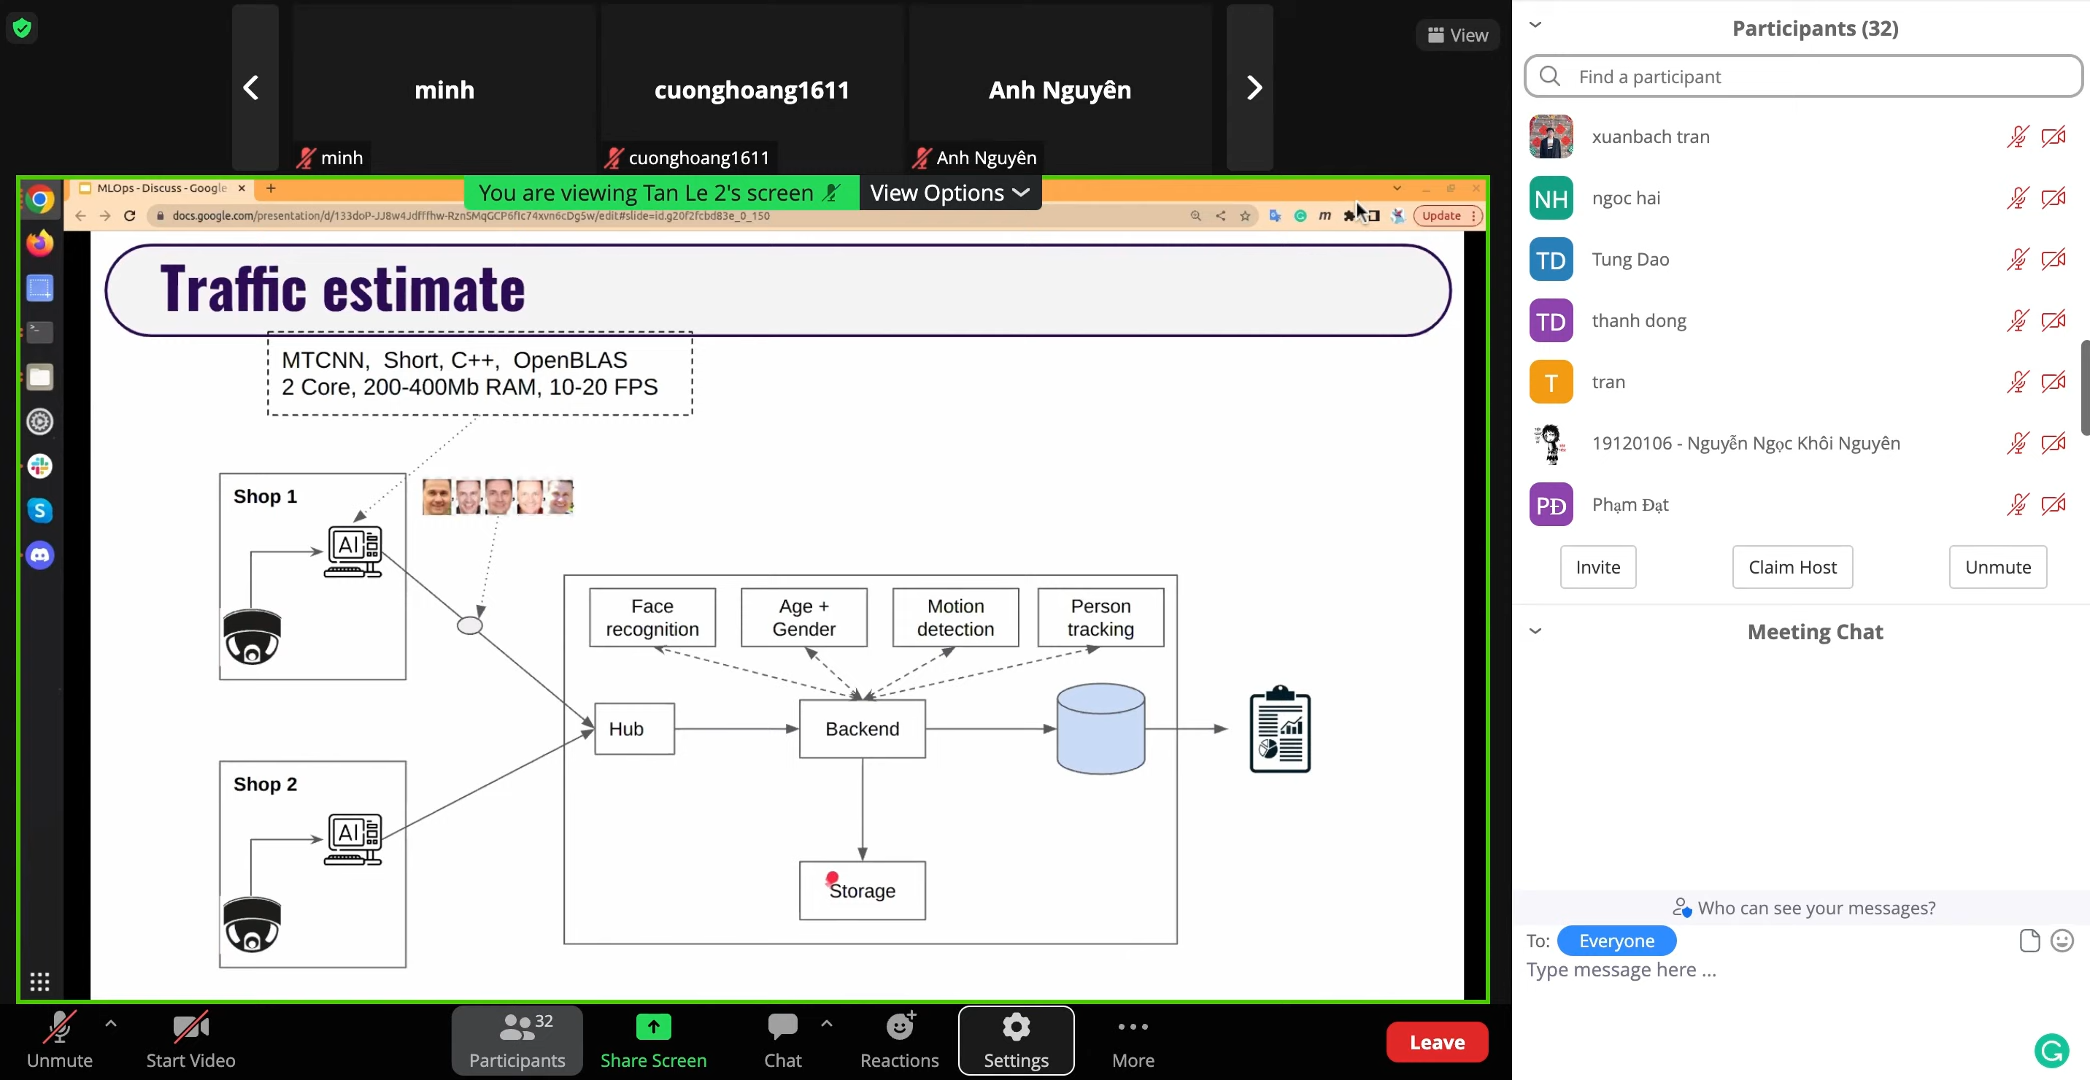 minh
cuonghoang1611
Anh Nguyên
View
minh
cuonghoang1611
Anh Nguyên
MLOps - Discuss - Google
You are viewing Tan Le 2's screen
View Options
Update
Traffic estimate
MTCNN, Short, C++, OpenBLAS
2 Core, 200-400Mb RAM, 10-20 FPS
Shop 1
AI
Face
recognition
Age +
Gender
Motion
detection
Person
tracking
Hub
Backend
Shop 2
AI
Storage
Participants (32)
Find a participant
xuanbach tran
NH
ngoc hai
TD
Tung Dao
TD
thanh dong
T
tran
19120106 - Nguyễn Ngọc Khôi Nguyên
PĐ
Phạm Đạt
Invite
Claim Host
Unmute
Meeting Chat
Who can see your messages?
To: Everyone
Type message here ...
Unmute
Start Video
32
Participants
Share Screen
Chat
Reactions
Settings
More
Leave